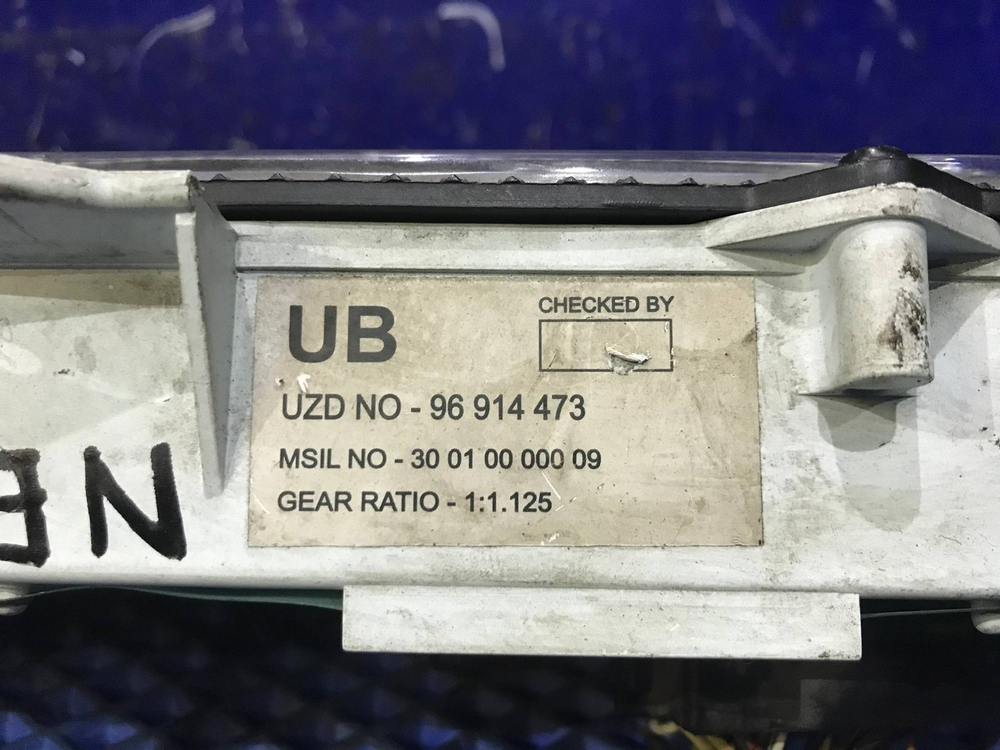 UB
CHECKED BY
UZD NO - 96 914 473
MSIL NO - 30 01 00 000 09
GEAR RATIO - 1:1.125